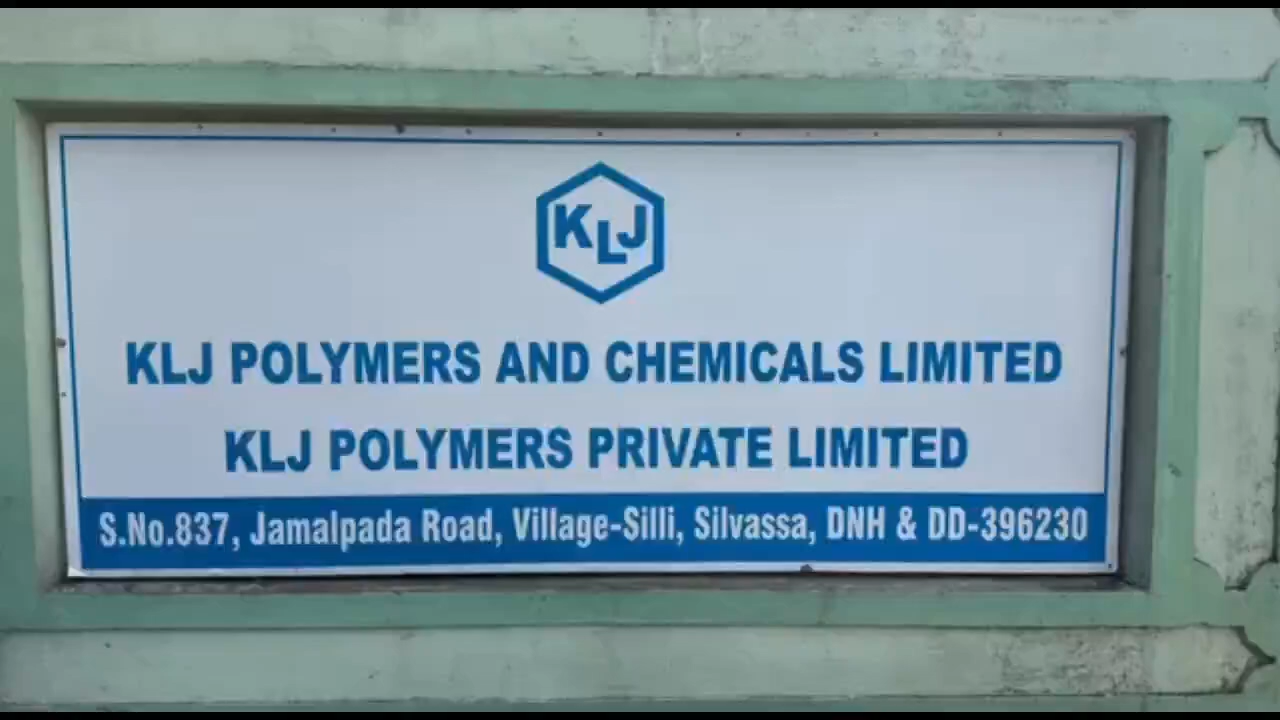 KLJ
KLJ POLYMERS AND CHEMICALS LIMITED
KLJ POLYMERS PRIVATE LIMITED
S.No.837, Jamalpada Road, Village-Silli, Silvassa, DNH & DD-396230